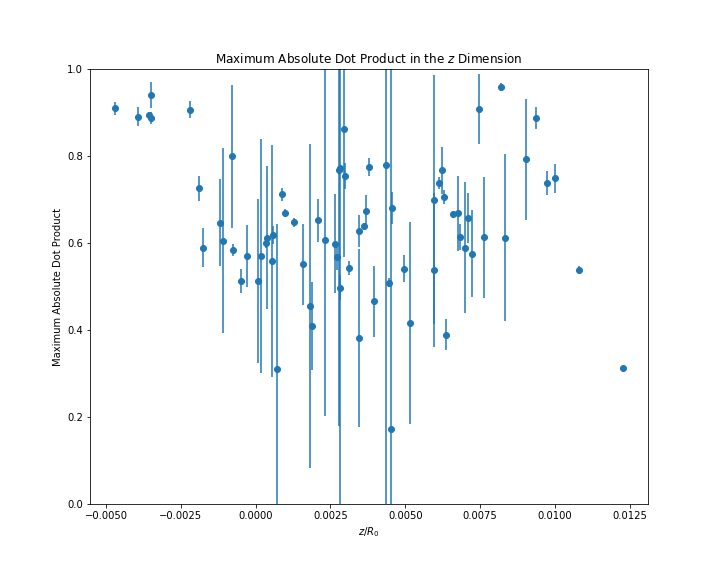 Maximum Absolute Dot Product in the z Dimension
1.0
0.8
0.6
0.4
0.2
0.0
Maximum Absolute Dot Product
−0.0050 −0.0025 0.0000 0.0025 0.0050 0.0075 0.0100 0.0125
z/R₀